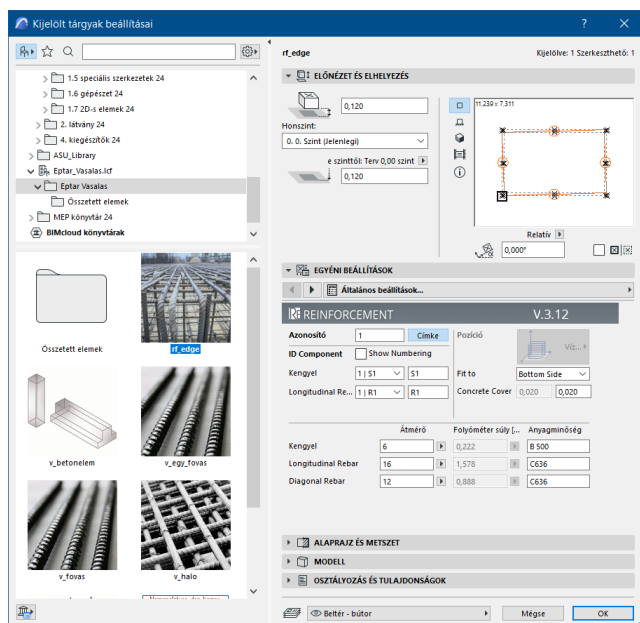 Kijelölt tárgyak beállításai
1.5 speciális szerkezetek 24
1.6 gépészet 24
1.7 2D-s elemek 24
2. látvány 24
4. kiegészítők 24
ASU_Library
Eptar_Vasalas.lcf
Eptar Vasalas
Összetett elemek
MEP könyvtár 24
BIMcloud könyvtárak
Összetett elemek
rf_edge
v_betonelem
v_egy_fovas
v_fovas
v_halo
rf_edge
Kijelölve: 1 Szerkeszthető: 1
ELŐNÉZET ÉS ELHELYEZÉS
0,120
Honszint:
0. 0. Szint (Jelenlegi)
e szinttől: Terv 0,00 szint
0,120
11,239 x 7,311
Relatív
0,000°
EGYÉNI BEÁLLÍTÁSOK
Általános beállítások...
REINFORCEMENT V.3.12
Azonosító 1 Címke Pozíció
Víz...
ID Component Show Numbering
Kengyel 1 | S1 S1 Fit to Bottom Side
Longitudinal Re... 1 | R1 R1 Concrete Cover 0,020 0,020
Átmérő Folyóméter súly [... Anyagminőség
Kengyel 6 0,222 B 500
Longitudinal Rebar 16 1,578 C636
Diagonal Rebar 12 0,888 C636
ALAPRAJZ ÉS METSZET
MODELL
OSZTÁLYOZÁS ÉS TULAJDONSÁGOK
Beltér - bútor
Mégse
OK